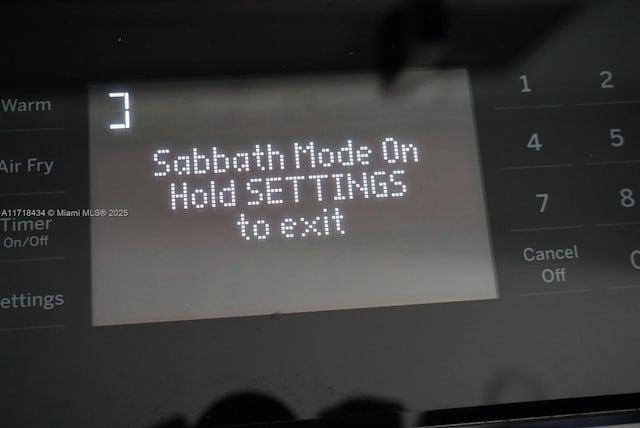 Warm
Air Fry
Timer
On/Off
ettings
]
Sabbath Mode On
Hold SETTINGS
to exit
1 2
4 5
7 8
Cancel
Off
0
A11718434 © Miami MLS® 2025